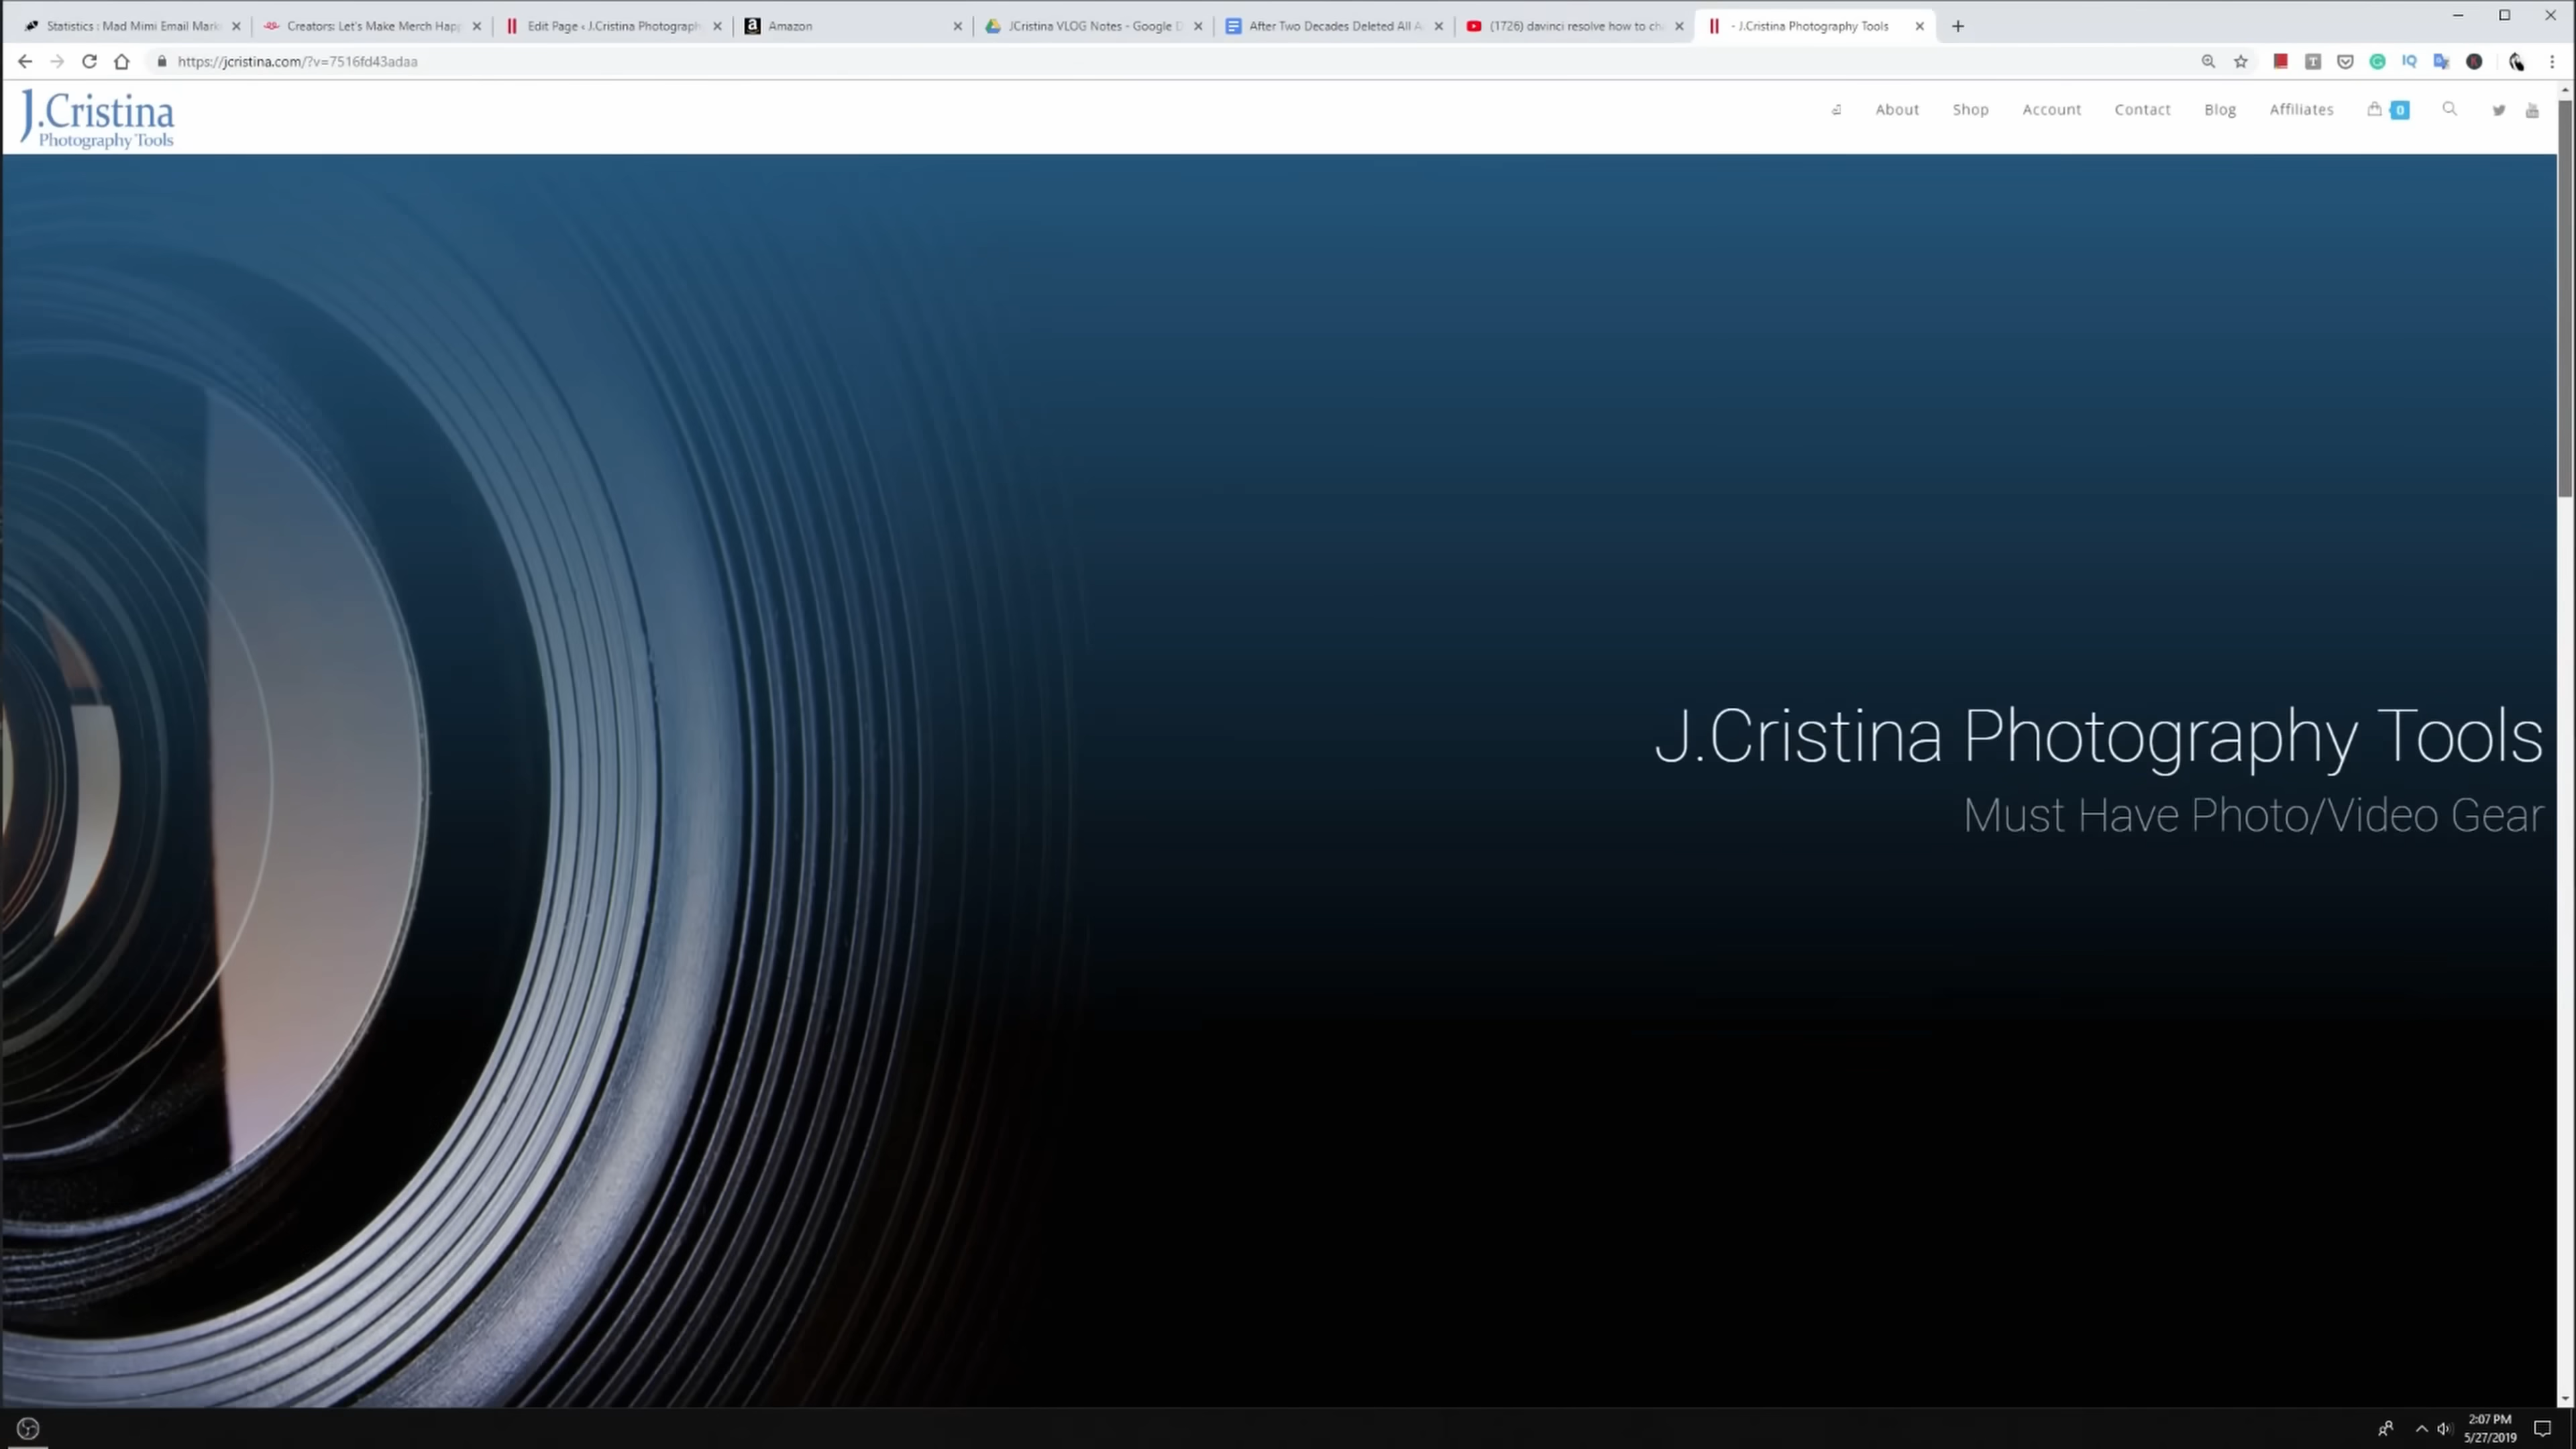 Statistics : Mad Mimi Email Mark
Creators: Let's Make Merch Happ
Edit Page ‹ J.Cristina Photograph
Amazon
JCristina VLOG Notes - Google D
After Two Decades Deleted All A
(1726) davinci resolve how to ch
- J.Cristina Photography Tools
https://jcristina.com/?v=7516fd43adaa
J.Cristina
Photography Tools
About
Shop
Account
Contact
Blog
Affiliates
0
J.Cristina Photography Tools
Must Have Photo/Video Gear
2:07 PM
5/27/2019